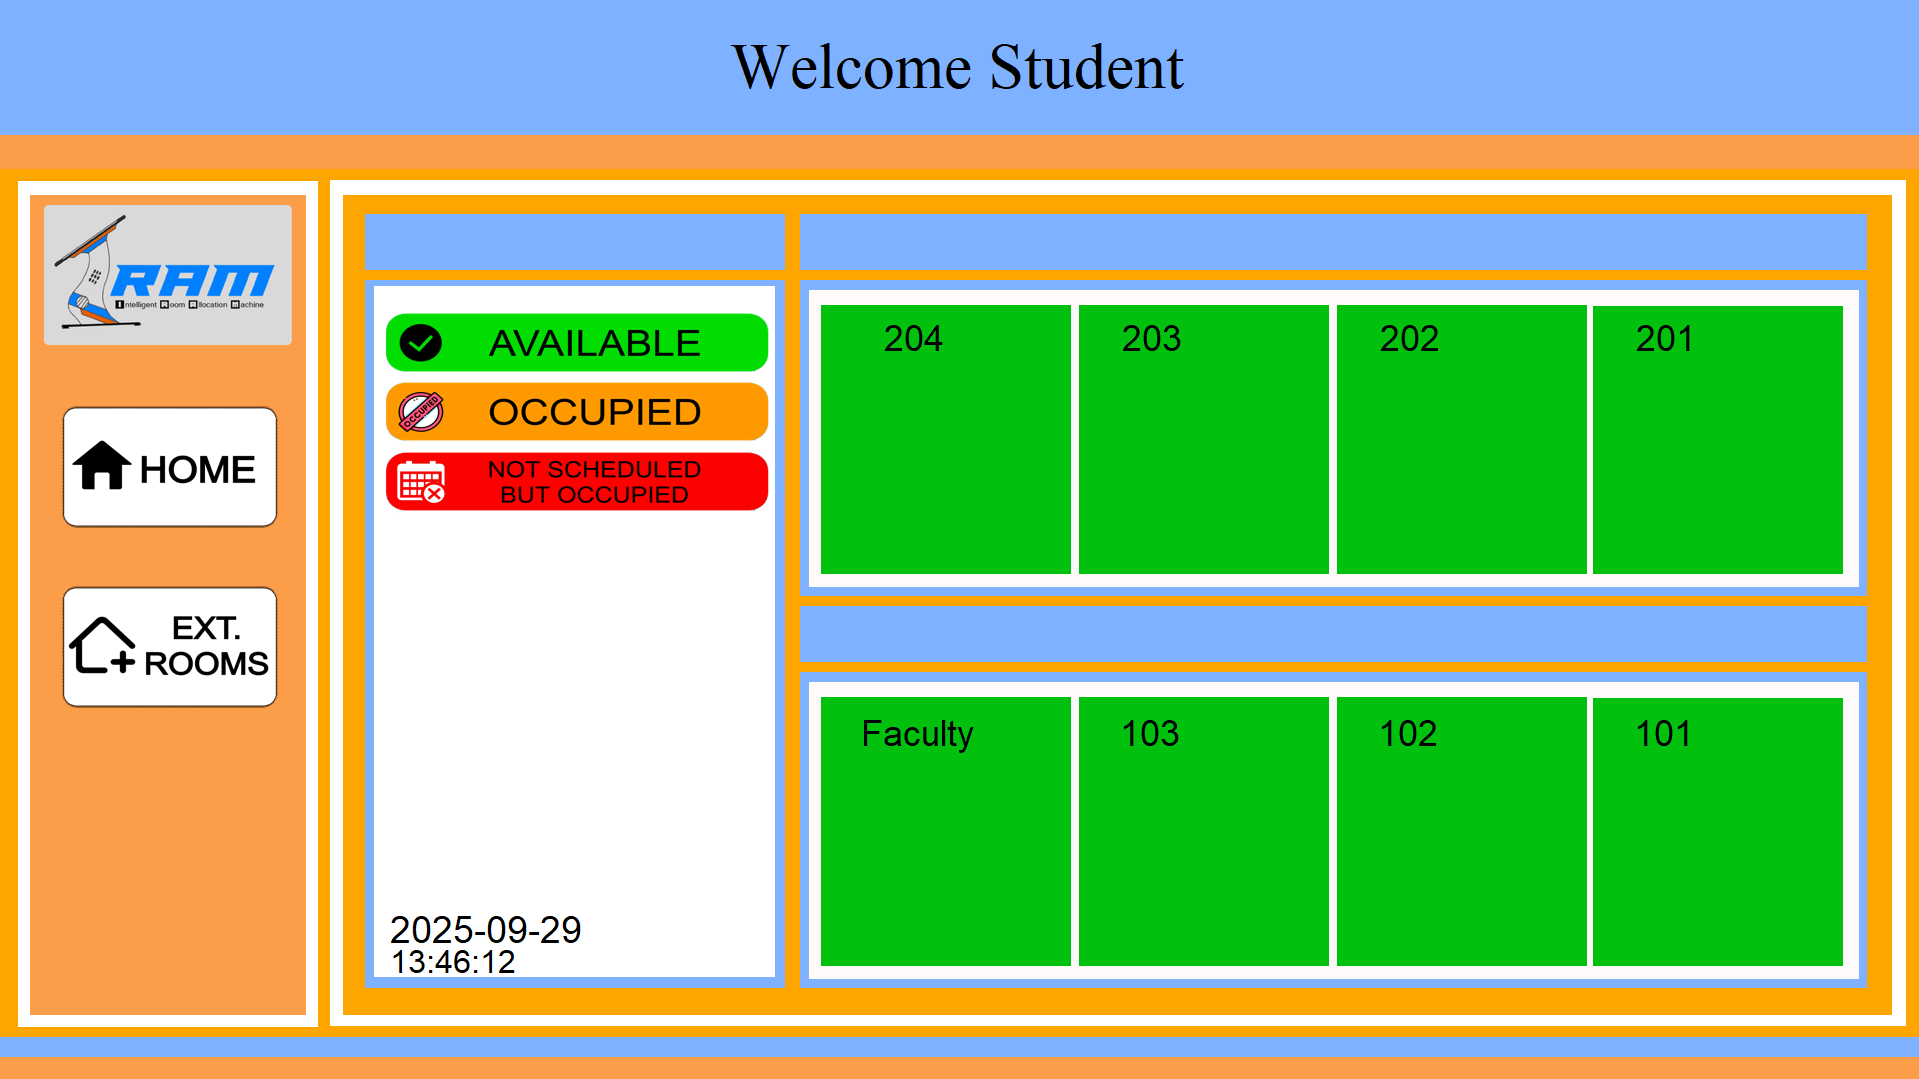 Welcome Student
RAM
Intelligent Room Allocation Machine
HOME
EXT.
ROOMS
AVAILABLE
OCCUPIED
OCCUPIED
NOT SCHEDULED
BUT OCCUPIED
2025-09-29
13:46:12
204 203 202 201
Faculty 103 102 101